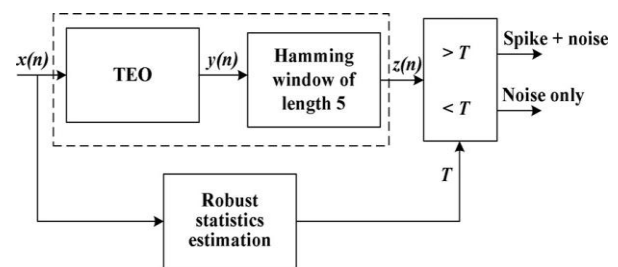 x(n)
TEO
y(n)
Hamming
window of
length 5
z(n)
> T
< T
Spike + noise
Noise only
T
Robust
statistics
estimation